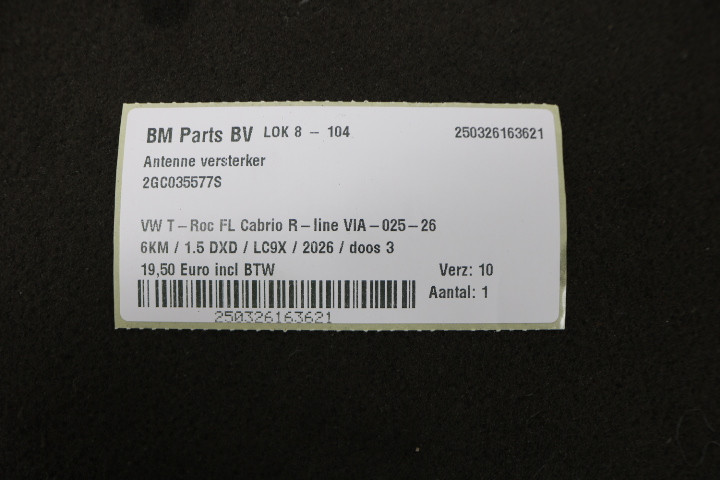 BM Parts BV LOK 8 - 104 250326163621
Antenne versterker
2GC035577S
VW T-Roc FL Cabrio R-line VIA-025-26
6KM / 1.5 DXD / LC9X / 2026 / doos 3
19,50 Euro incl BTW Verz: 10
Aantal: 1
250326163621